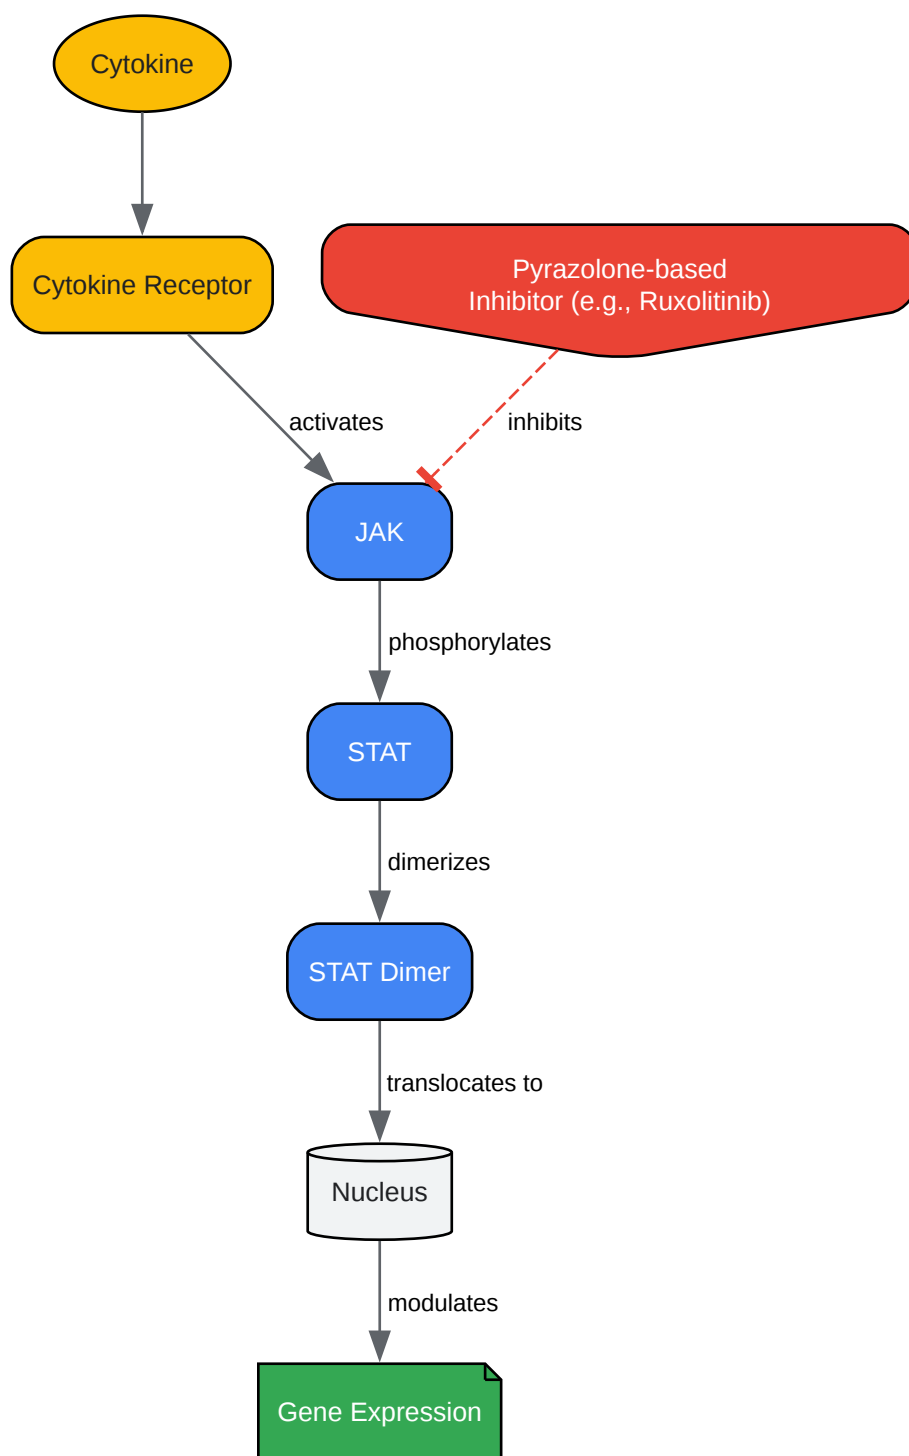 Cytokine
Cytokine Receptor
Pyrazolone-based
Inhibitor (e.g., Ruxolitinib)
activates
inhibits
JAK
phosphorylates
STAT
dimerizes
STAT Dimer
translocates to
Nucleus
modulates
Gene Expression